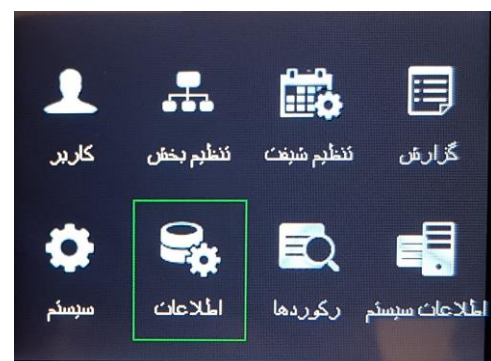 گزارش
تنظیم شیفت
تنظیم بخش
کاربر
اطلاعات سیستم
رکوردها
اطلاعات
سیستم